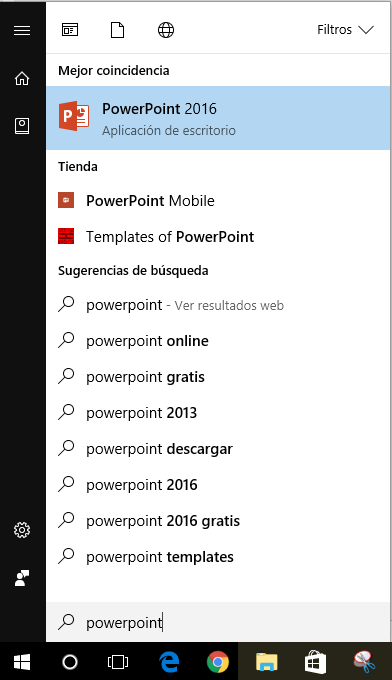 Filtros
Mejor coincidencia
PowerPoint 2016
Aplicación de escritorio
Tienda
PowerPoint Mobile
Templates of PowerPoint
Sugerencias de búsqueda
powerpoint - Ver resultados web
powerpoint online
powerpoint gratis
powerpoint 2013
powerpoint descargar
powerpoint 2016
powerpoint 2016 gratis
powerpoint templates
powerpoint